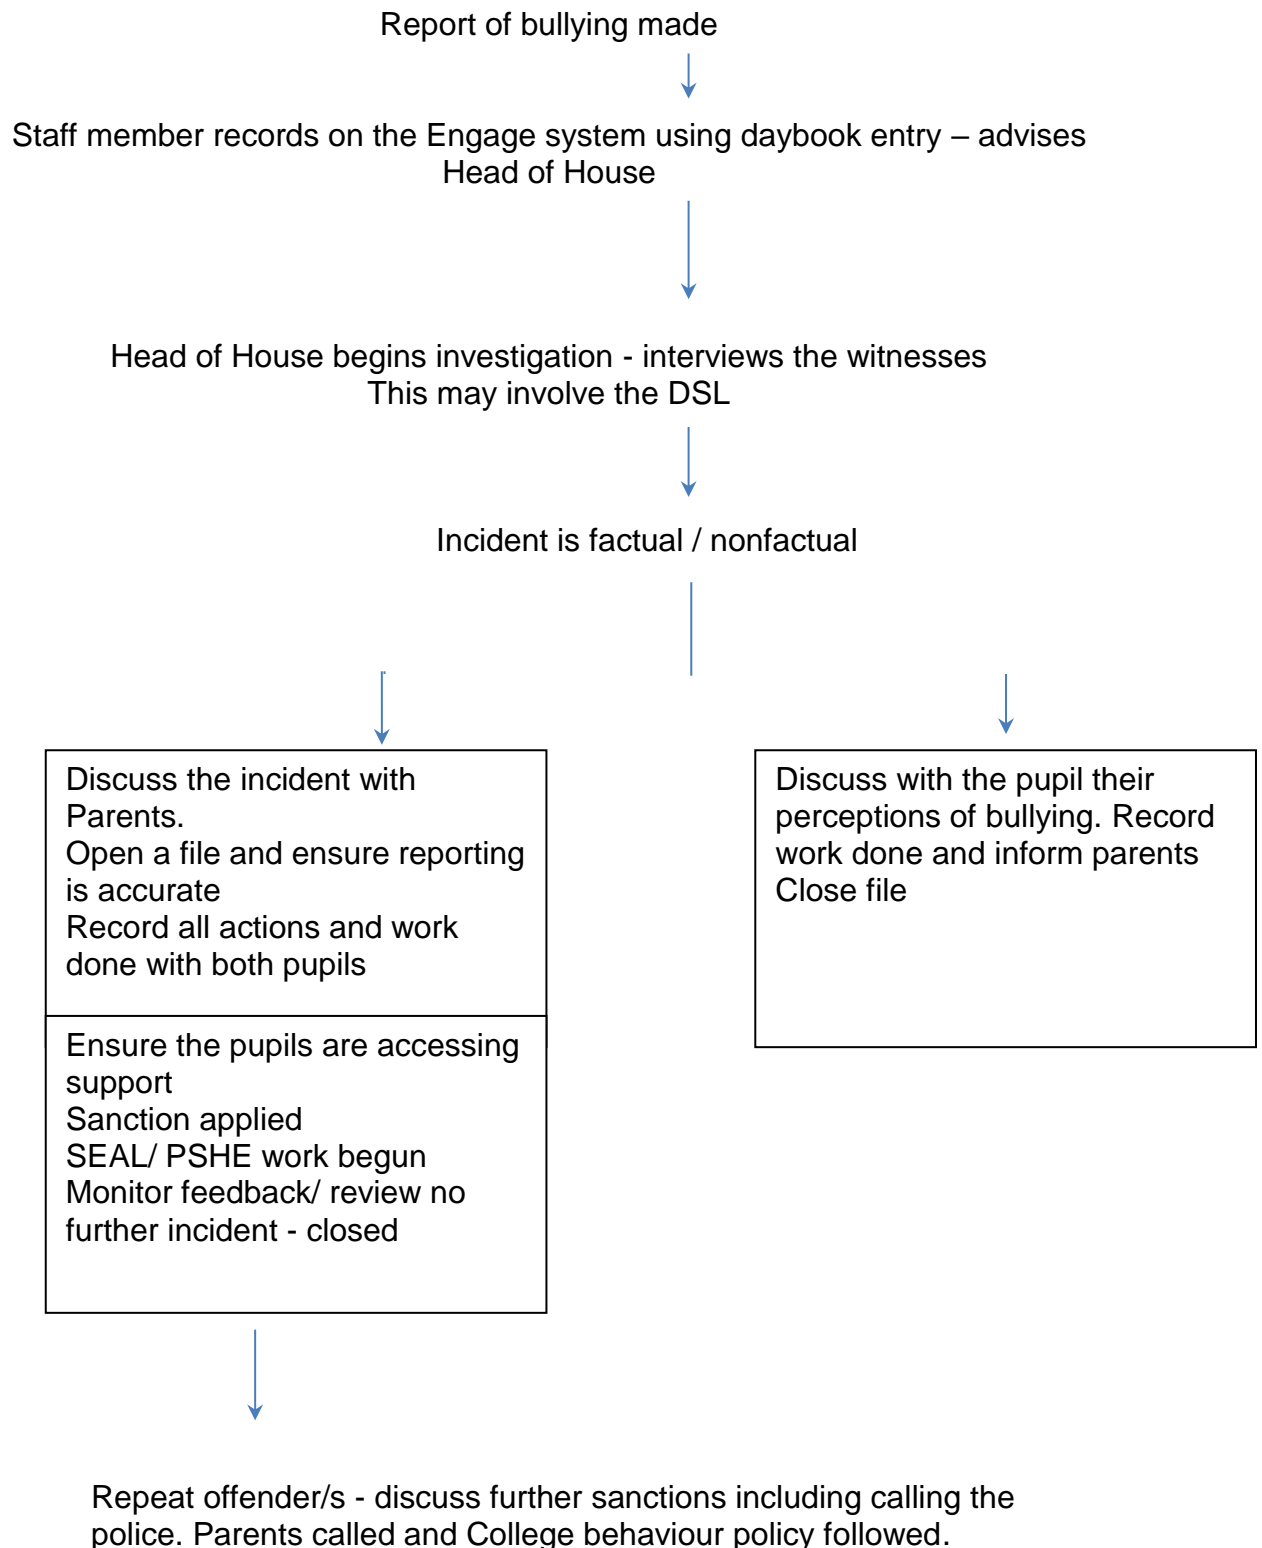 Report of bullying made
Staff member records on the Engage system using daybook entry – advises
Head of House
Head of House begins investigation - interviews the witnesses
This may involve the DSL
Incident is factual / nonfactual
Discuss the incident with
Parents.
Open a file and ensure reporting
is accurate
Record all actions and work
done with both pupils
Ensure the pupils are accessing
support
Sanction applied
SEAL/ PSHE work begun
Monitor feedback/ review no
further incident - closed
Discuss with the pupil their
perceptions of bullying. Record
work done and inform parents
Close file
Repeat offender/s - discuss further sanctions including calling the
police. Parents called and College behaviour policy followed.